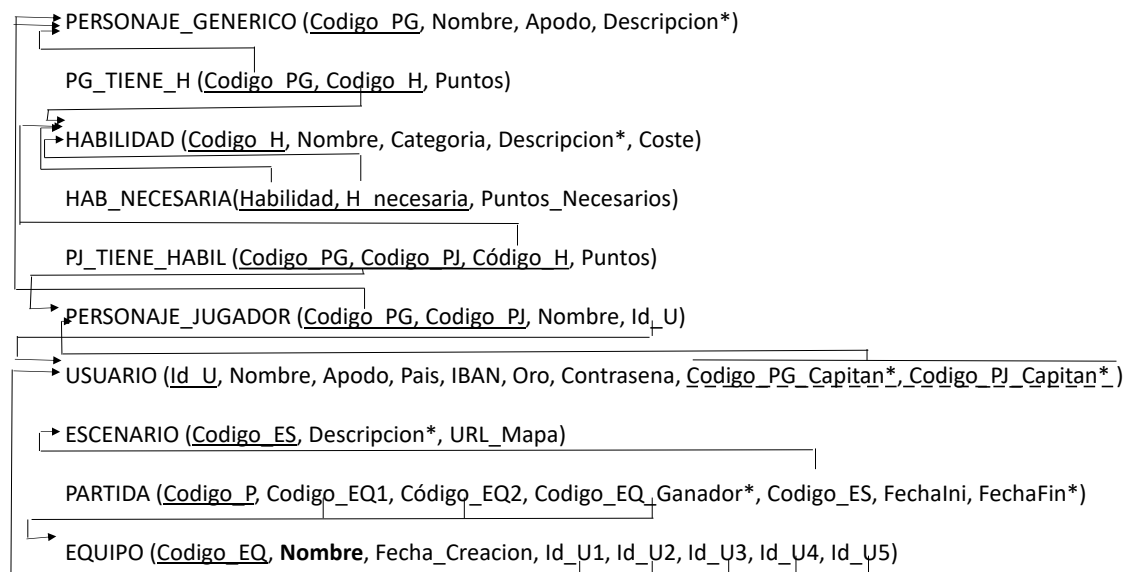 PERSONAJE_GENERICO (Codigo_PG, Nombre, Apodo, Descripcion*)
PG_TIENE_H (Codigo_PG, Codigo_H, Puntos)
HABILIDAD (Codigo_H, Nombre, Categoria, Descripcion*, Coste)
HAB_NECESARIA(Habilidad, H_necesaria, Puntos_Necesarios)
PJ_TIENE_HABIL (Codigo_PG, Codigo_PJ, Código_H, Puntos)
PERSONAJE_JUGADOR (Codigo_PG, Codigo_PJ, Nombre, Id_U)
USUARIO (Id_U, Nombre, Apodo, Pais, IBAN, Oro, Contrasena, Codigo_PG_Capitan*, Codigo_PJ_Capitan* )
ESCENARIO (Codigo_ES, Descripcion*, URL_Mapa)
PARTIDA (Codigo_P, Codigo_EQ1, Código_EQ2, Codigo_EQ_Ganador*, Codigo_ES, FechaIni, FechaFin*)
EQUIPO (Codigo_EQ, Nombre, Fecha_Creacion, Id_U1, Id_U2, Id_U3, Id_U4, Id_U5)